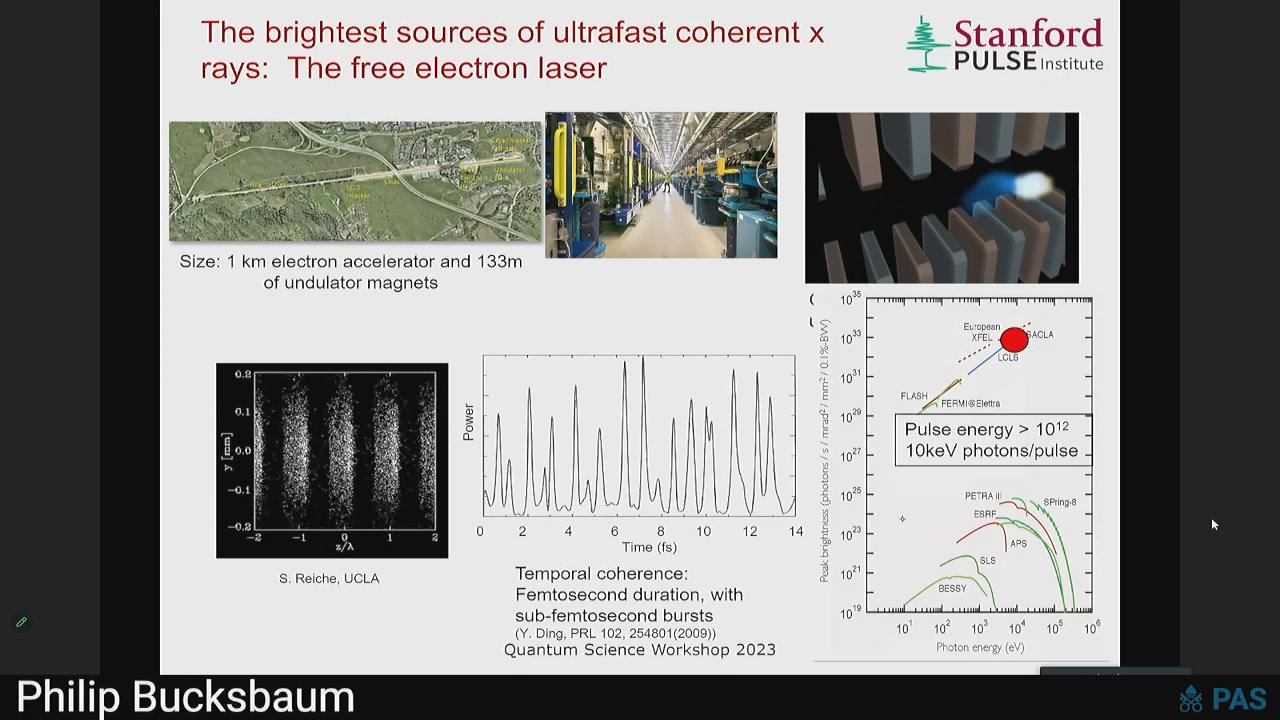 The brightest sources of ultrafast coherent x
rays: The free electron laser
Stanford
PULSE Institute
LCLS
Injector
Linac
Undulator
Size: 1 km electron accelerator and 133m
of undulator magnets
0.2
0.1
0.0
−0.1
−0.2
y [mm]
−2 −1 0 1 2
z/λ
S. Reiche, UCLA
Power
0 2 4 6 8 10 12 14
Time (fs)
Temporal coherence:
Femtosecond duration, with
sub-femtosecond bursts
(Y. Ding, PRL 102, 254801(2009))
Quantum Science Workshop 2023
Peak brightness (photons / s / mrad² / mm² / 0.1%-BW)
10³⁵
10³³
10³¹
10²⁹
10²⁷
10²⁵
10²³
10²¹
10¹⁹
European
XFEL
SACLA
LCLS
FLASH
FERMI@Elettra
Pulse energy > 10¹²
10keV photons/pulse
PETRA III
SPring-8
ESRF
APS
SLS
BESSY
10¹ 10² 10³ 10⁴ 10⁵ 10⁶
Photon energy (eV)
Philip Bucksbaum
PAS